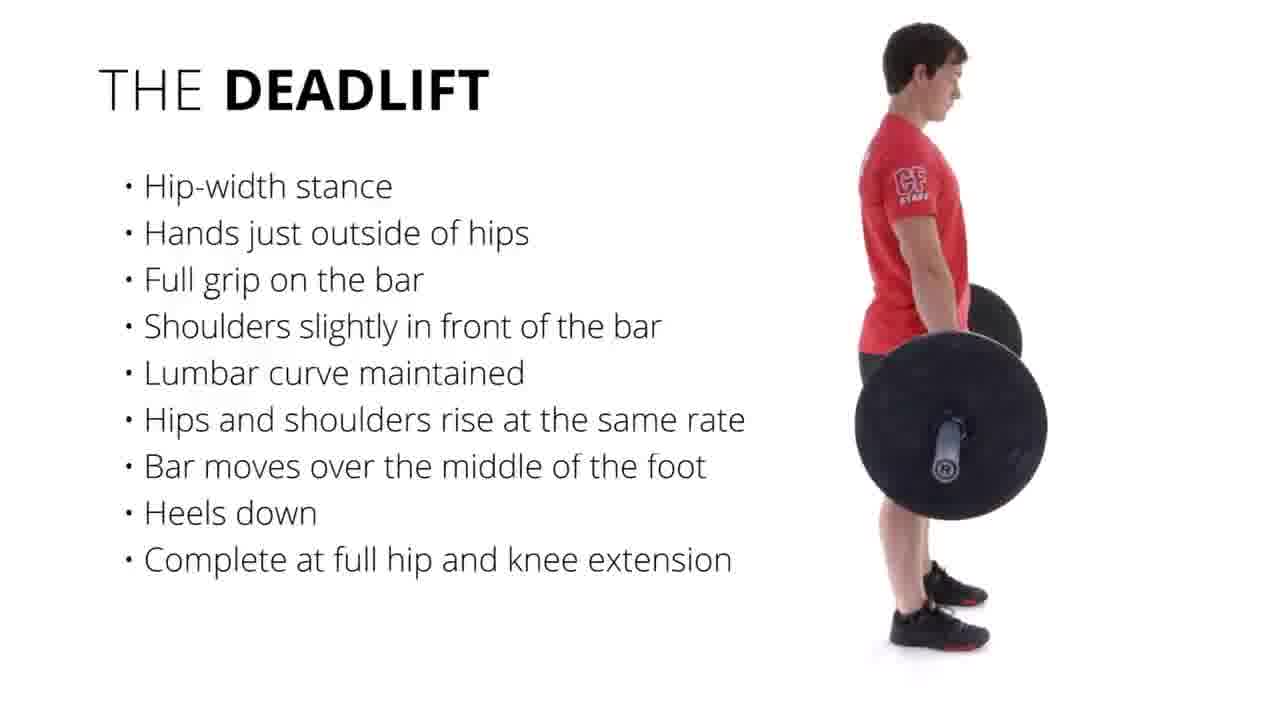 THE DEADLIFT
• Hip-width stance
• Hands just outside of hips
• Full grip on the bar
• Shoulders slightly in front of the bar
• Lumbar curve maintained
• Hips and shoulders rise at the same rate
• Bar moves over the middle of the foot
• Heels down
• Complete at full hip and knee extension
CF
STAFF